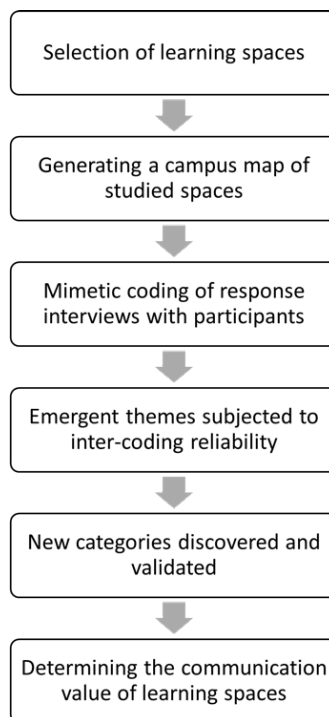 Selection of learning spaces
Generating a campus map of
studied spaces
Mimetic coding of response
interviews with participants
Emergent themes subjected to
inter-coding reliability
New categories discovered and
validated
Determining the communication
value of learning spaces